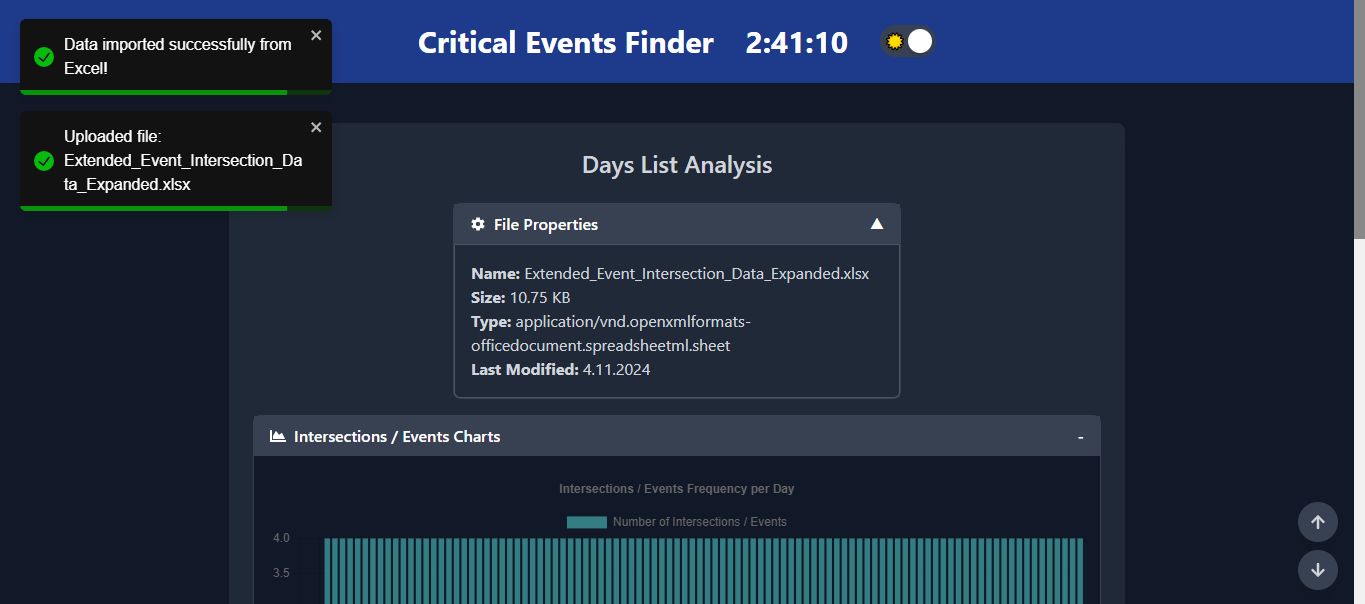 Data imported successfully from
Excel!
Uploaded file:
Extended_Event_Intersection_Da
ta_Expanded.xlsx
Critical Events Finder 2:41:10
Days List Analysis
File Properties
Name: Extended_Event_Intersection_Data_Expanded.xlsx
Size: 10.75 KB
Type: application/vnd.openxmlformats-
officedocument.spreadsheetml.sheet
Last Modified: 4.11.2024
Intersections / Events Charts -
Intersections / Events Frequency per Day
Number of Intersections / Events
4.0
3.5